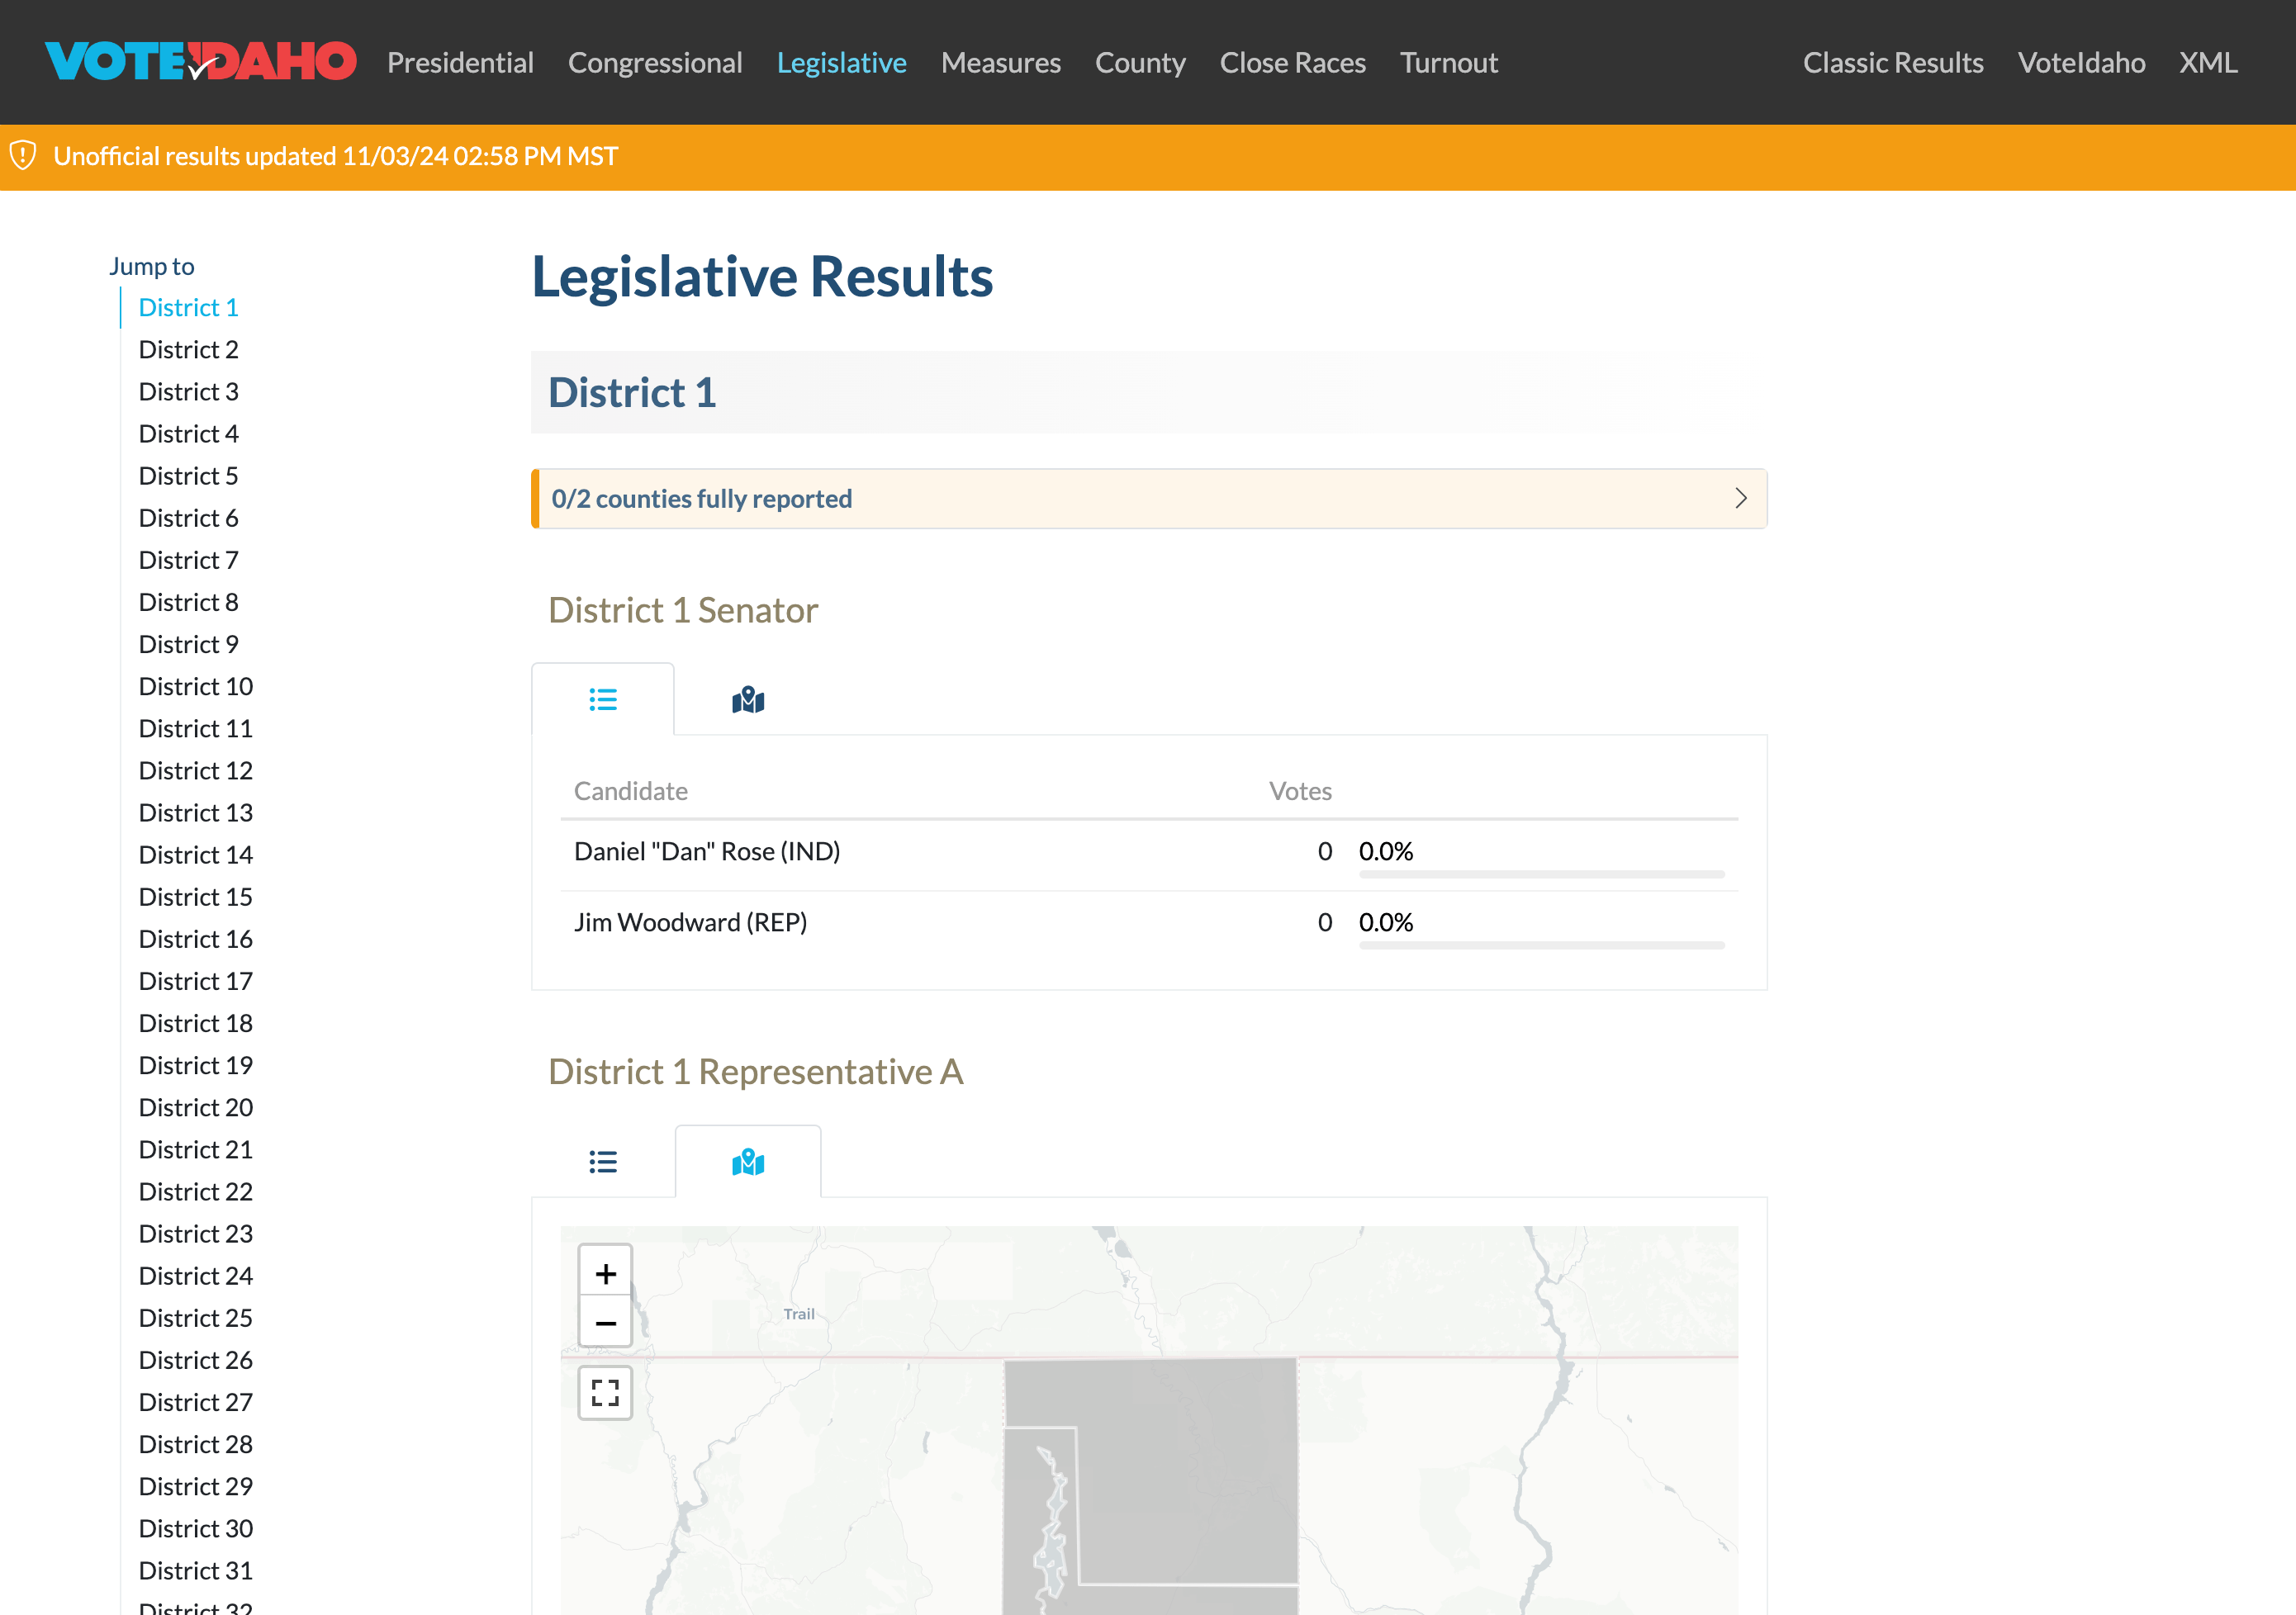 VOTEIDAHO Presidential Congressional Legislative Measures County Close Races Turnout Classic Results VoteIdaho XML
Unofficial results updated 11/03/24 02:58 PM MST
Jump to
District 1
District 2
District 3
District 4
District 5
District 6
District 7
District 8
District 9
District 10
District 11
District 12
District 13
District 14
District 15
District 16
District 17
District 18
District 19
District 20
District 21
District 22
District 23
District 24
District 25
District 26
District 27
District 28
District 29
District 30
District 31
District 32
Legislative Results
District 1
0/2 counties fully reported
District 1 Senator
Candidate Votes
Daniel "Dan" Rose (IND) 0 0.0%
Jim Woodward (REP) 0 0.0%
District 1 Representative A
+
−
Trail